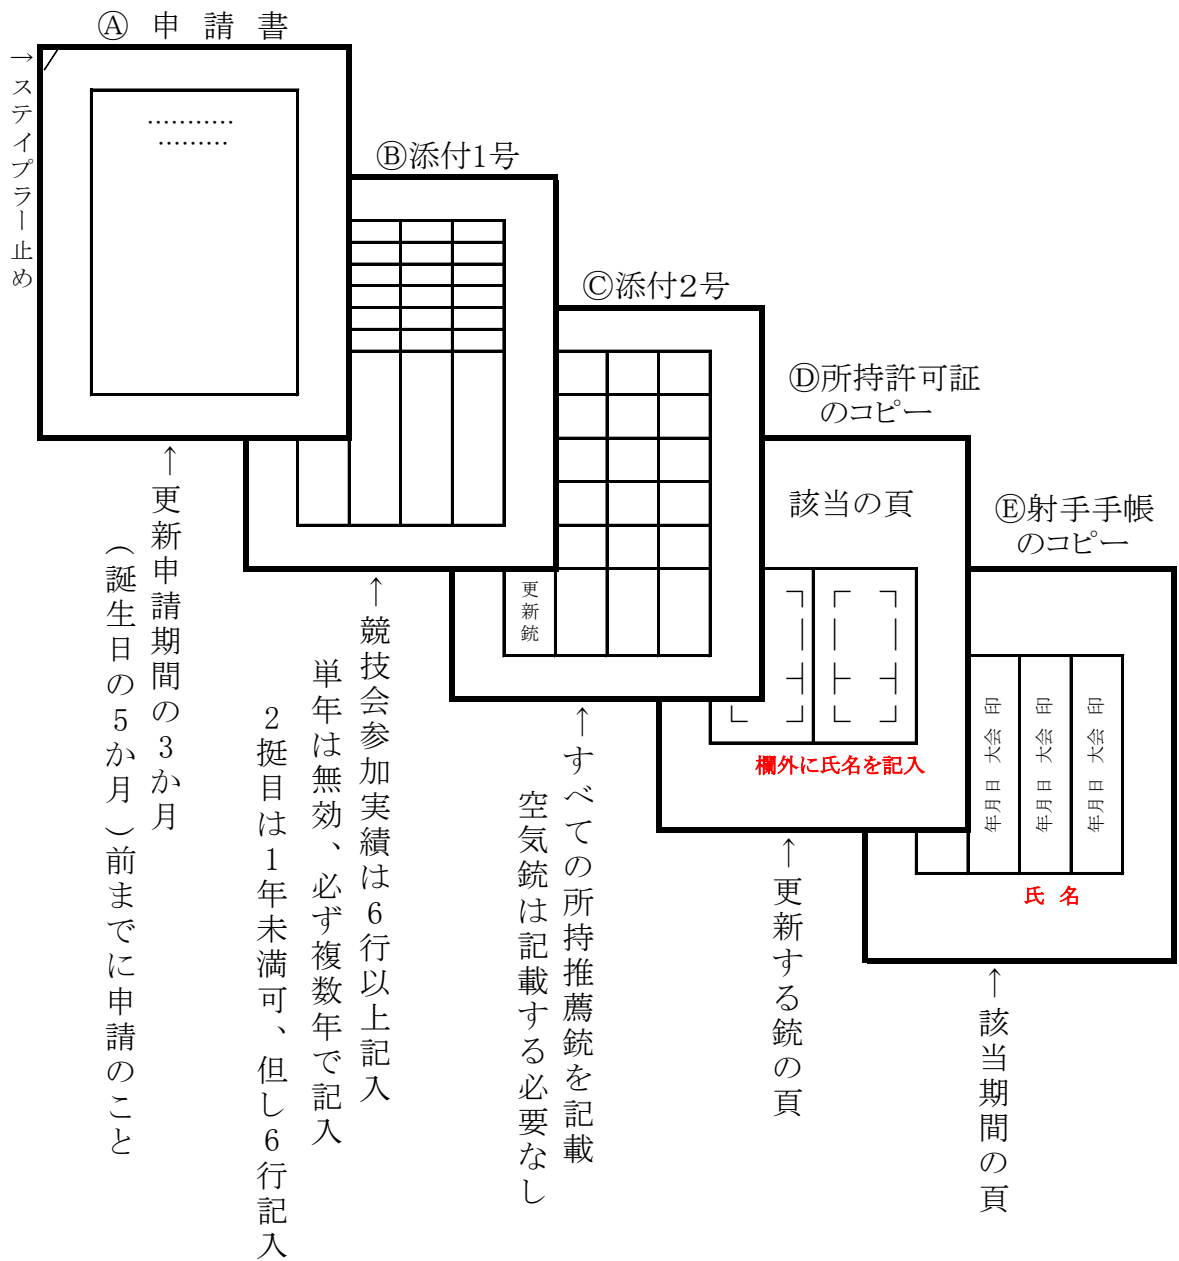 Ⓐ 申 請 書
→ステイプラー止め
…………
………
←更新申請期間の3か月
（誕生日の5か月）前までに申請のこと
Ⓑ添付1号
←競技会参加実績は6行以上記入
単年は無効、必ず複数年で記入
2挺目は1年未満可、但し6行記入
Ⓒ添付2号
更新銃
←すべての所持推薦銃を記載
空気銃は記載する必要なし
Ⓓ所持許可証
のコピー
該当の頁
欄外に氏名を記入
←更新する銃の頁
Ⓔ射手手帳
のコピー
年月日 大会 印
年月日 大会 印
年月日 大会 印
氏 名
←該当期間の頁